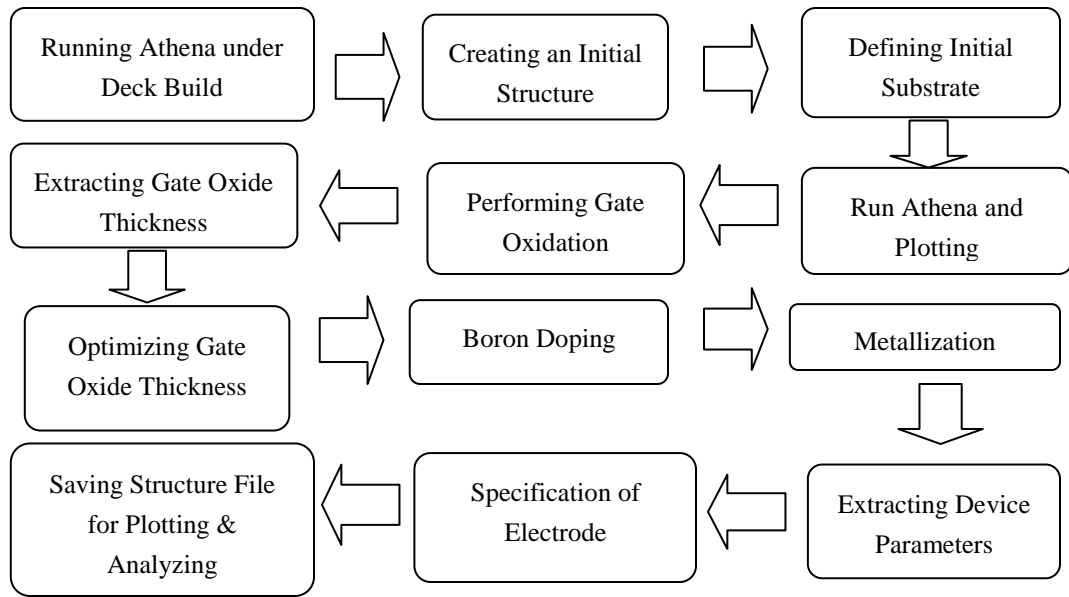 Running Athena under
Deck Build
Creating an Initial
Structure
Defining Initial
Substrate
Run Athena and
Plotting
Performing Gate
Oxidation
Extracting Gate Oxide
Thickness
Optimizing Gate
Oxide Thickness
Boron Doping
Metallization
Extracting Device
Parameters
Specification of
Electrode
Saving Structure File
for Plotting &
Analyzing